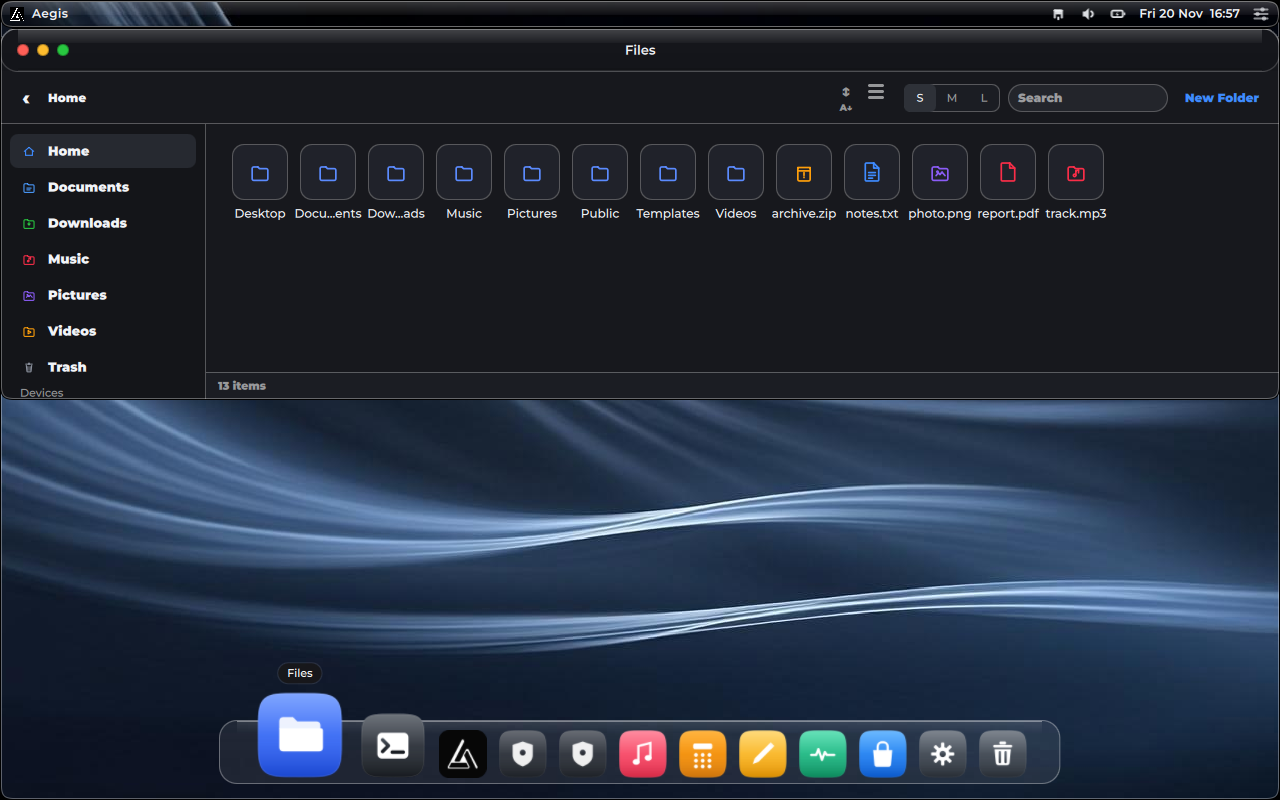 Aegis
Fri 20 Nov 16:57
Files
Home
A+
S M L
Search
New Folder
Home
Documents
Downloads
Music
Pictures
Videos
Trash
Devices
Desktop Docu...ents Dow...ads Music Pictures Public Templates Videos archive.zip notes.txt photo.png report.pdf track.mp3
13 items
Files